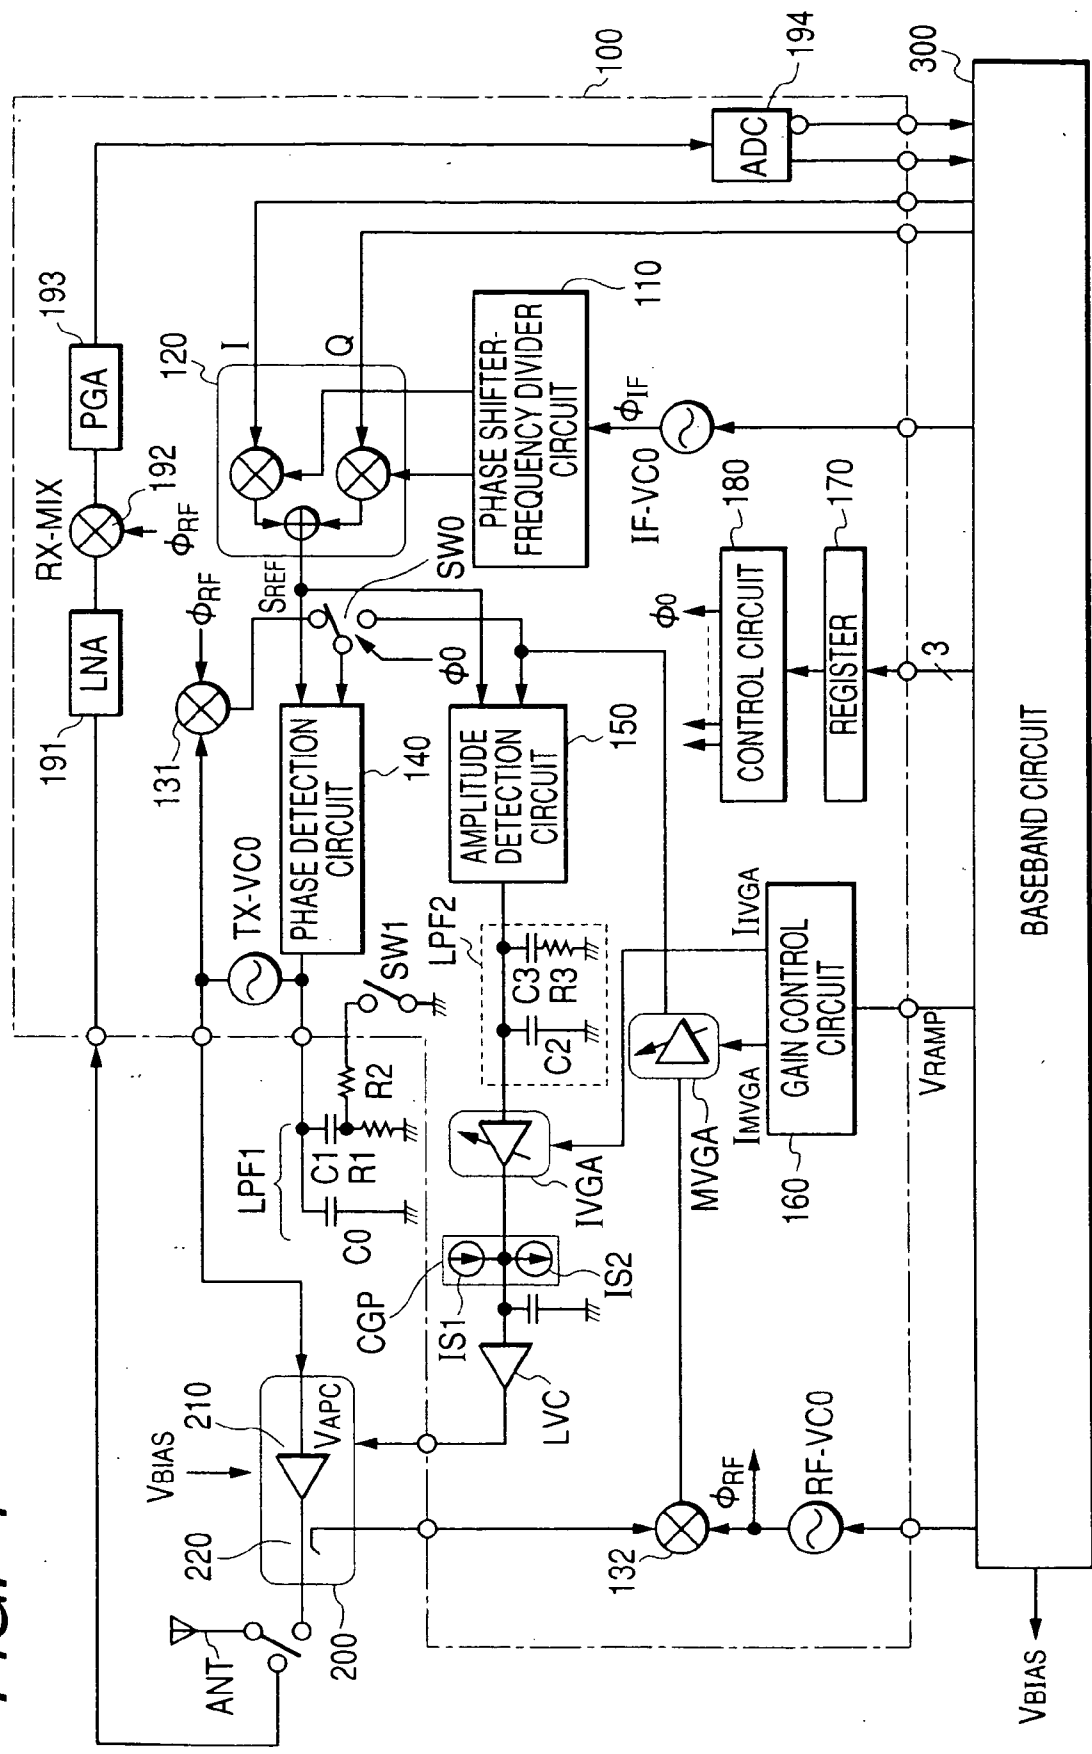 ANT
200
220
210
VBIAS
VAPC
LPF1
C0
C1
R1
R2
SW1
TX-VCO
131
ΦRF
191
LNA
RX-MIX
192
ΦRF
193
PGA
PHASE DETECTION
CIRCUIT
140
SREF
SW0
Φ0
120
I
Q
CGP
IS1
IS2
LVC
IVGA
LPF2
C2
C3
R3
AMPLITUDE
DETECTION
CIRCUIT
150
PHASE SHIFTER-
FREQUENCY DIVIDER
CIRCUIT
110
ΦIF
IF-VCO
132
ΦRF
RF-VCO
MVGA
IMVGA
IIVGA
160
GAIN CONTROL
CIRCUIT
VRAMP
CONTROL CIRCUIT
180
Φ0
REGISTER
170
3
ADC
194
100
300
BASEBAND CIRCUIT
VBIAS